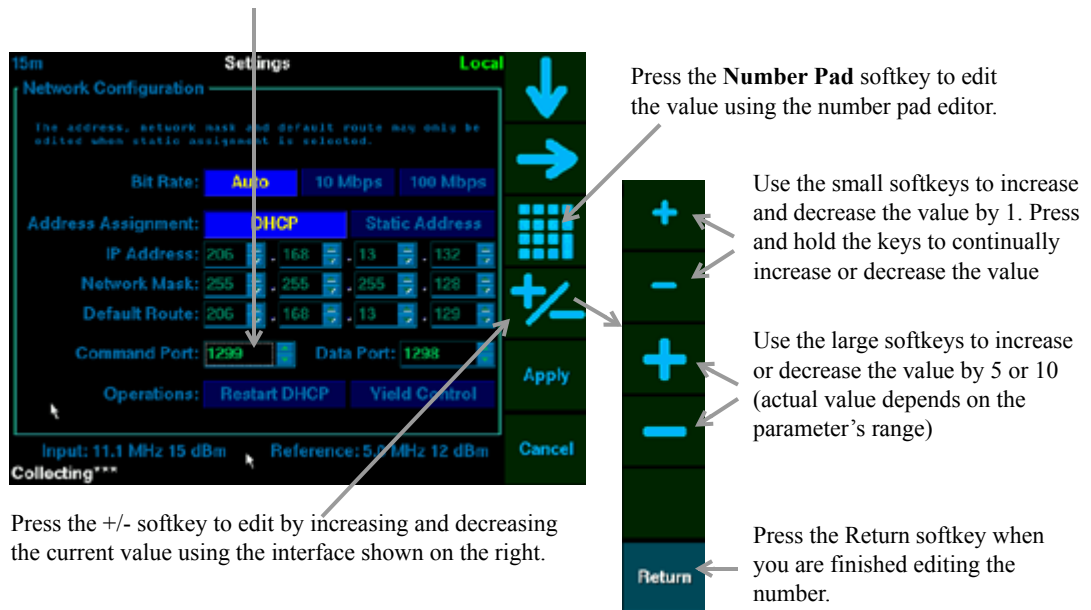 15m Settings Local
Network Configuration
The address, network mask and default route may only be
edited when static assignment is selected.
Bit Rate: Auto 10 Mbps 100 Mbps
Address Assignment: DHCP Static Address
IP Address: 206 . 168 . 13 . 132
Network Mask: 255 . 255 . 255 . 128
Default Route: 206 . 168 . 13 . 129
Command Port: 1299 Data Port: 1298
Operations: Restart DHCP Yield Control
Input: 11.1 MHz 15 dBm Reference: 5.0 MHz 12 dBm
Collecting***
+/-
Apply
Cancel
Press the +/- softkey to edit by increasing and decreasing
the current value using the interface shown on the right.
Press the Number Pad softkey to edit
the value using the number pad editor.
+
-
+
-
Return
Use the small softkeys to increase
and decrease the value by 1. Press
and hold the keys to continually
increase or decrease the value
Use the large softkeys to increase
or decrease the value by 5 or 10
(actual value depends on the
parameter's range)
Press the Return softkey when
you are finished editing the
number.